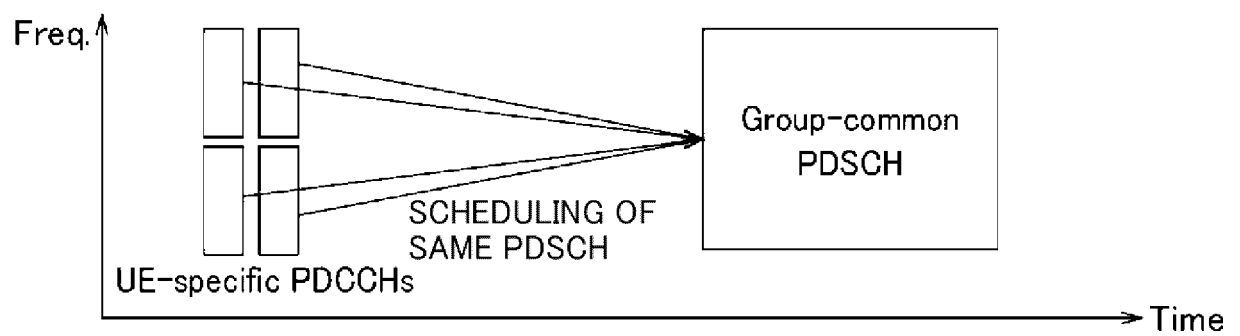 Freq.
Group-common
PDSCH
SCHEDULING OF
SAME PDSCH
UE-specific PDCCHs
Time